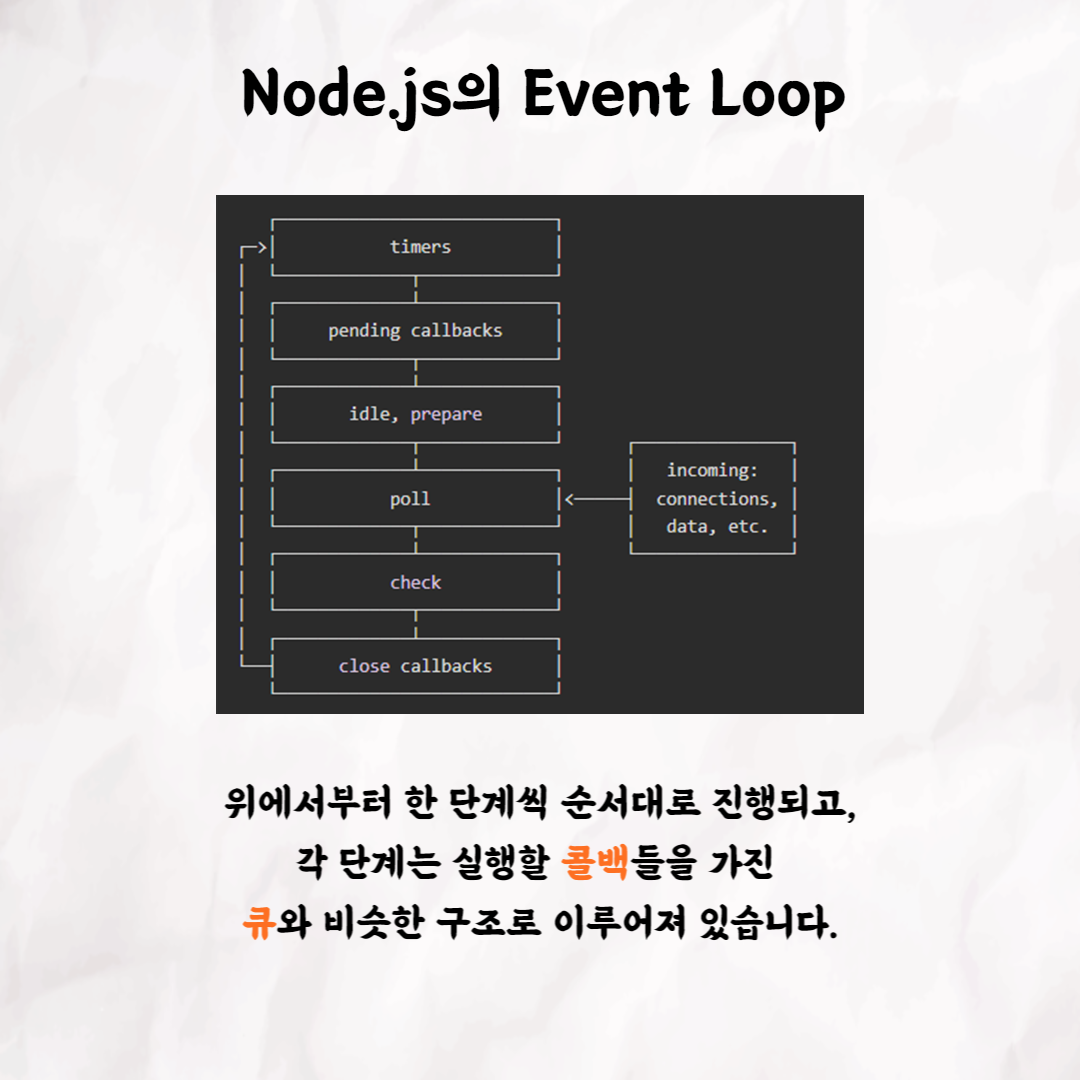 Node.js의 Event Loop
timers
pending callbacks
idle, prepare
poll
incoming:
connections,
data, etc.
check
close callbacks
위에서부터 한 단계씩 순서대로 진행되고,
각 단계는 실행할 콜백들을 가진
큐와 비슷한 구조로 이루어져 있습니다.